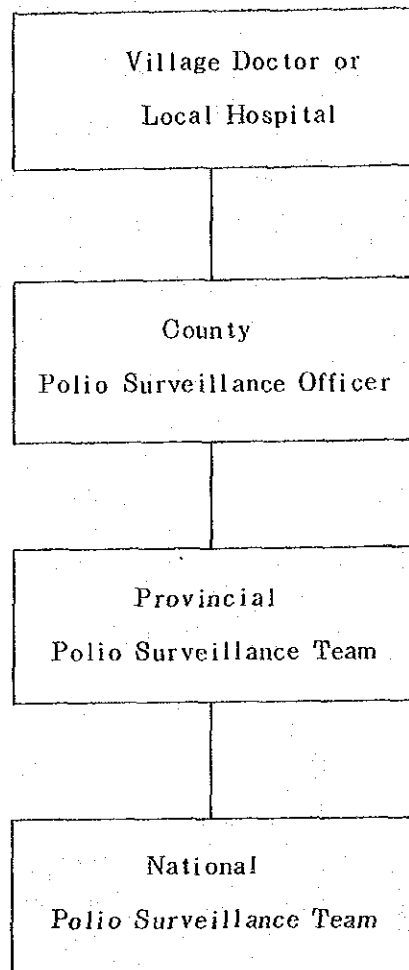 Village Doctor or
Local Hospital
County
Polio Surveillance Officer
Provincial
Polio Surveillance Team
National
Polio Surveillance Team